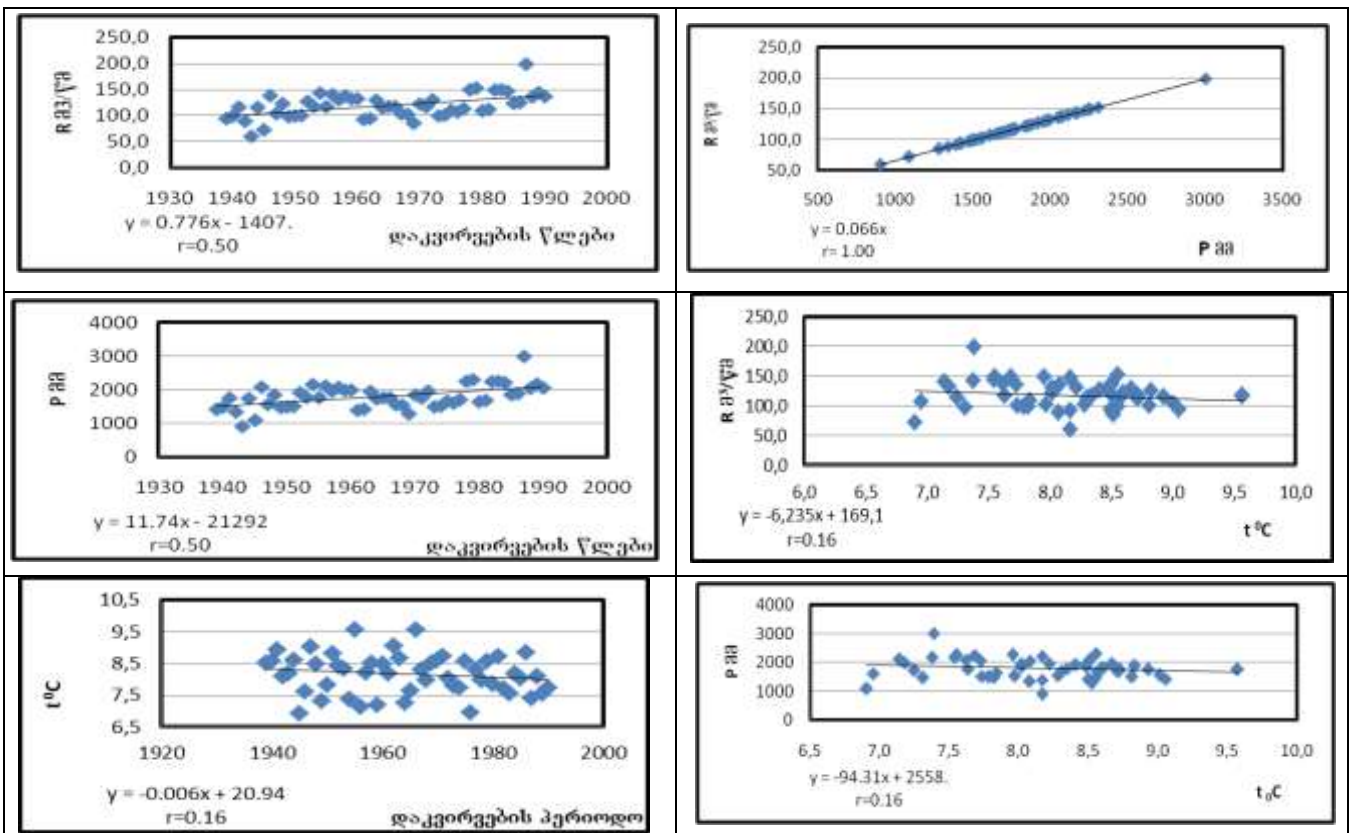 250,0
200,0
150,0
100,0
50,0
0,0
R მ3/წმ
1930 1940 1950 1960 1970 1980 1990 2000
y = 0.776x - 1407.
r=0.50
დაკვირვების წლები
250,0
200,0
150,0
100,0
50,0
R მ³/წმ
500 1000 1500 2000 2500 3000 3500
y = 0.066x
r= 1.00
P მმ
4000
3000
2000
1000
0
P მმ
1930 1940 1950 1960 1970 1980 1990 2000
y = 11.74x - 21292
r=0.50
დაკვირვების წლები
250,0
200,0
150,0
100,0
50,0
0,0
R მ³/წმ
6,0 6,5 7,0 7,5 8,0 8,5 9,0 9,5 10,0
y = -6,235x + 169,1
r=0.16
t ⁰C
10,5
9,5
8,5
7,5
6,5
t⁰C
1920 1940 1960 1980 2000
y = -0.006x + 20.94
r=0.16
დაკვირვების პერიოდო
4000
3000
2000
1000
0
P მმ
6,5 7,0 7,5 8,0 8,5 9,0 9,5 10,0
y = -94.31x + 2558.
r=0.16
t₀C